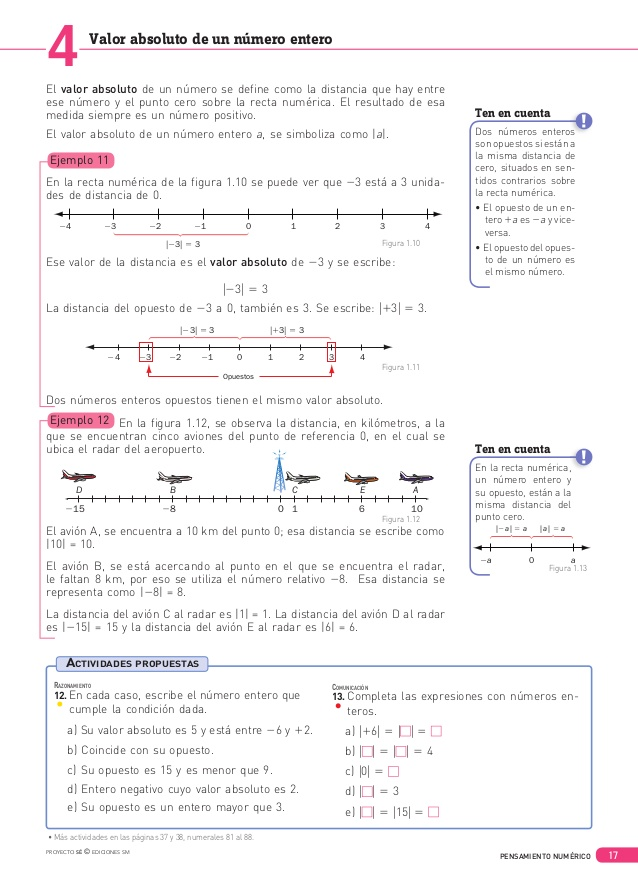 4
Valor absoluto de un número entero
El valor absoluto de un número se define como la distancia que hay entre
ese número y el punto cero sobre la recta numérica. El resultado de esa
medida siempre es un número positivo.
El valor absoluto de un número entero a, se simboliza como |a|.
Ejemplo 11
En la recta numérica de la figura 1.10 se puede ver que −3 está a 3 unida-
des de distancia de 0.
−4 −3 −2 −1 0 1 2 3 4
|−3| = 3
Figura 1.10
Ese valor de la distancia es el valor absoluto de −3 y se escribe:
|−3| = 3
La distancia del opuesto de −3 a 0, también es 3. Se escribe: |+3| = 3.
|−3| = 3 |+3| = 3
−4 −3 −2 −1 0 1 2 3 4
Figura 1.11
Opuestos
Dos números enteros opuestos tienen el mismo valor absoluto.
Ejemplo 12 En la figura 1.12, se observa la distancia, en kilómetros, a la
que se encuentran cinco aviones del punto de referencia 0, en el cual se
ubica el radar del aeropuerto.
D B C E A
−15 −8 0 1 6 10
Figura 1.12
El avión A, se encuentra a 10 km del punto 0; esa distancia se escribe como
|10| = 10.
El avión B, se está acercando al punto en el que se encuentra el radar,
le faltan 8 km, por eso se utiliza el número relativo −8. Esa distancia se
representa como |−8| = 8.
La distancia del avión C al radar es |1| = 1. La distancia del avión D al radar
es |−15| = 15 y la distancia del avión E al radar es |6| = 6.
Ten en cuenta
!
Dos números enteros
son opuestos si están a
la misma distancia de
cero, situados en sen-
tidos contrarios sobre
la recta numérica.
• El opuesto de un en-
tero +a es −a y vice-
versa.
• El opuesto del opues-
to de un número es
el mismo número.
Ten en cuenta
!
En la recta numérica,
un número entero y
su opuesto, están a la
misma distancia del
punto cero.
|−a| = a |a| = a
−a 0 a
Figura 1.13
ACTIVIDADES PROPUESTAS
RAZONAMIENTO
12. En cada caso, escribe el número entero que
cumple la condición dada.
a) Su valor absoluto es 5 y está entre −6 y +2.
b) Coincide con su opuesto.
c) Su opuesto es 15 y es menor que 9.
d) Entero negativo cuyo valor absoluto es 2.
e) Su opuesto es un entero mayor que 3.
COMUNICACIÓN
13. Completa las expresiones con números en-
teros.
a) |+6| = |□| = □
b) |□| = |□| = 4
c) |0| = □
d) |□| = 3
e) |□| = |15| = □
• Más actividades en las páginas 37 y 38, numerales 81 al 88.
PROYECTO SÉ © EDICIONES SM
PENSAMIENTO NUMÉRICO 17